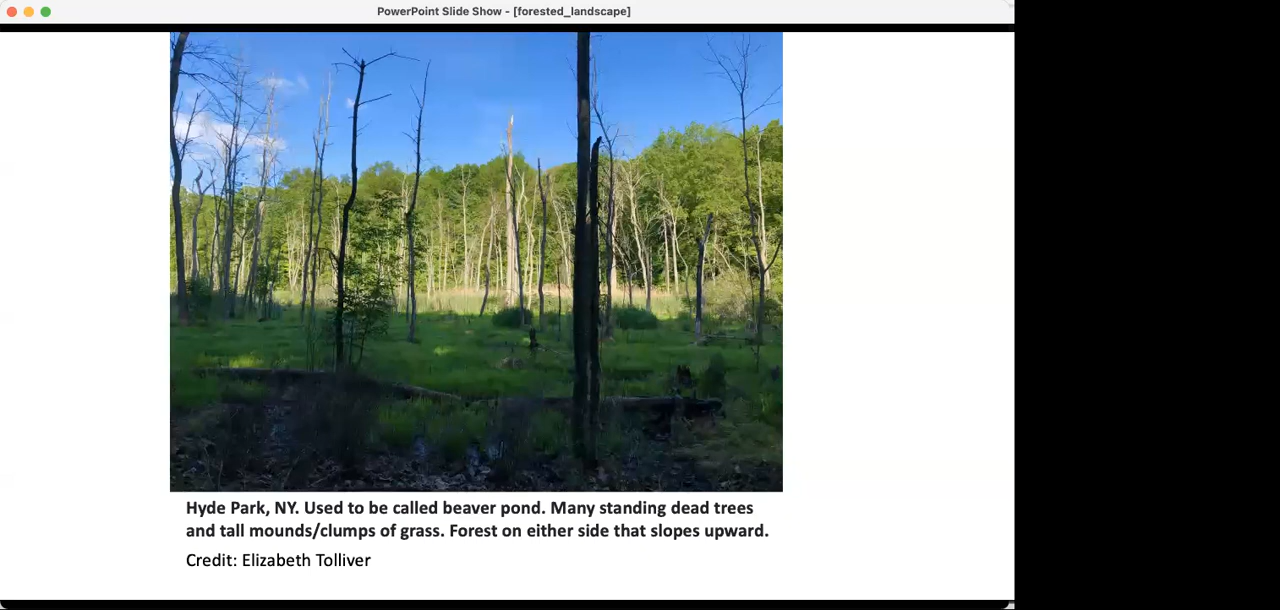 PowerPoint Slide Show - [forested_landscape]
Hyde Park, NY. Used to be called beaver pond. Many standing dead trees
and tall mounds/clumps of grass. Forest on either side that slopes upward.
Credit: Elizabeth Tolliver